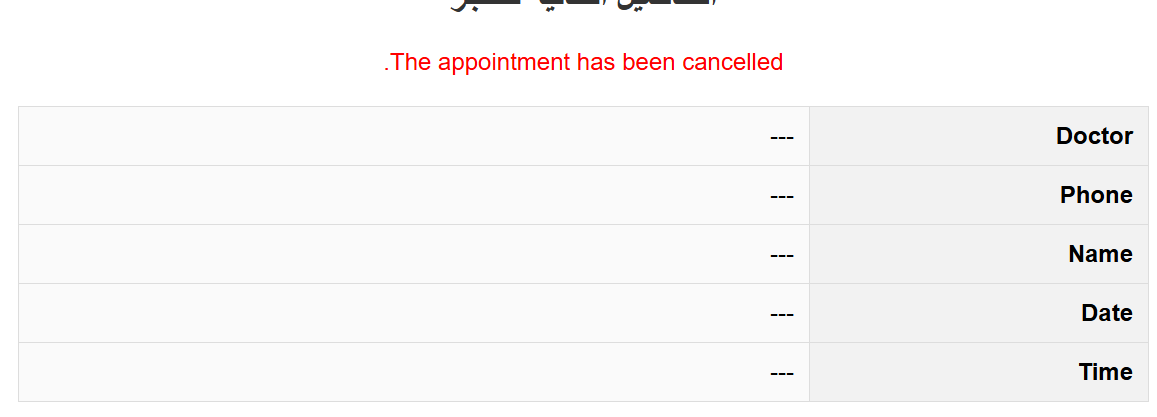 .The appointment has been cancelled
Doctor ---
Phone ---
Name ---
Date ---
Time ---